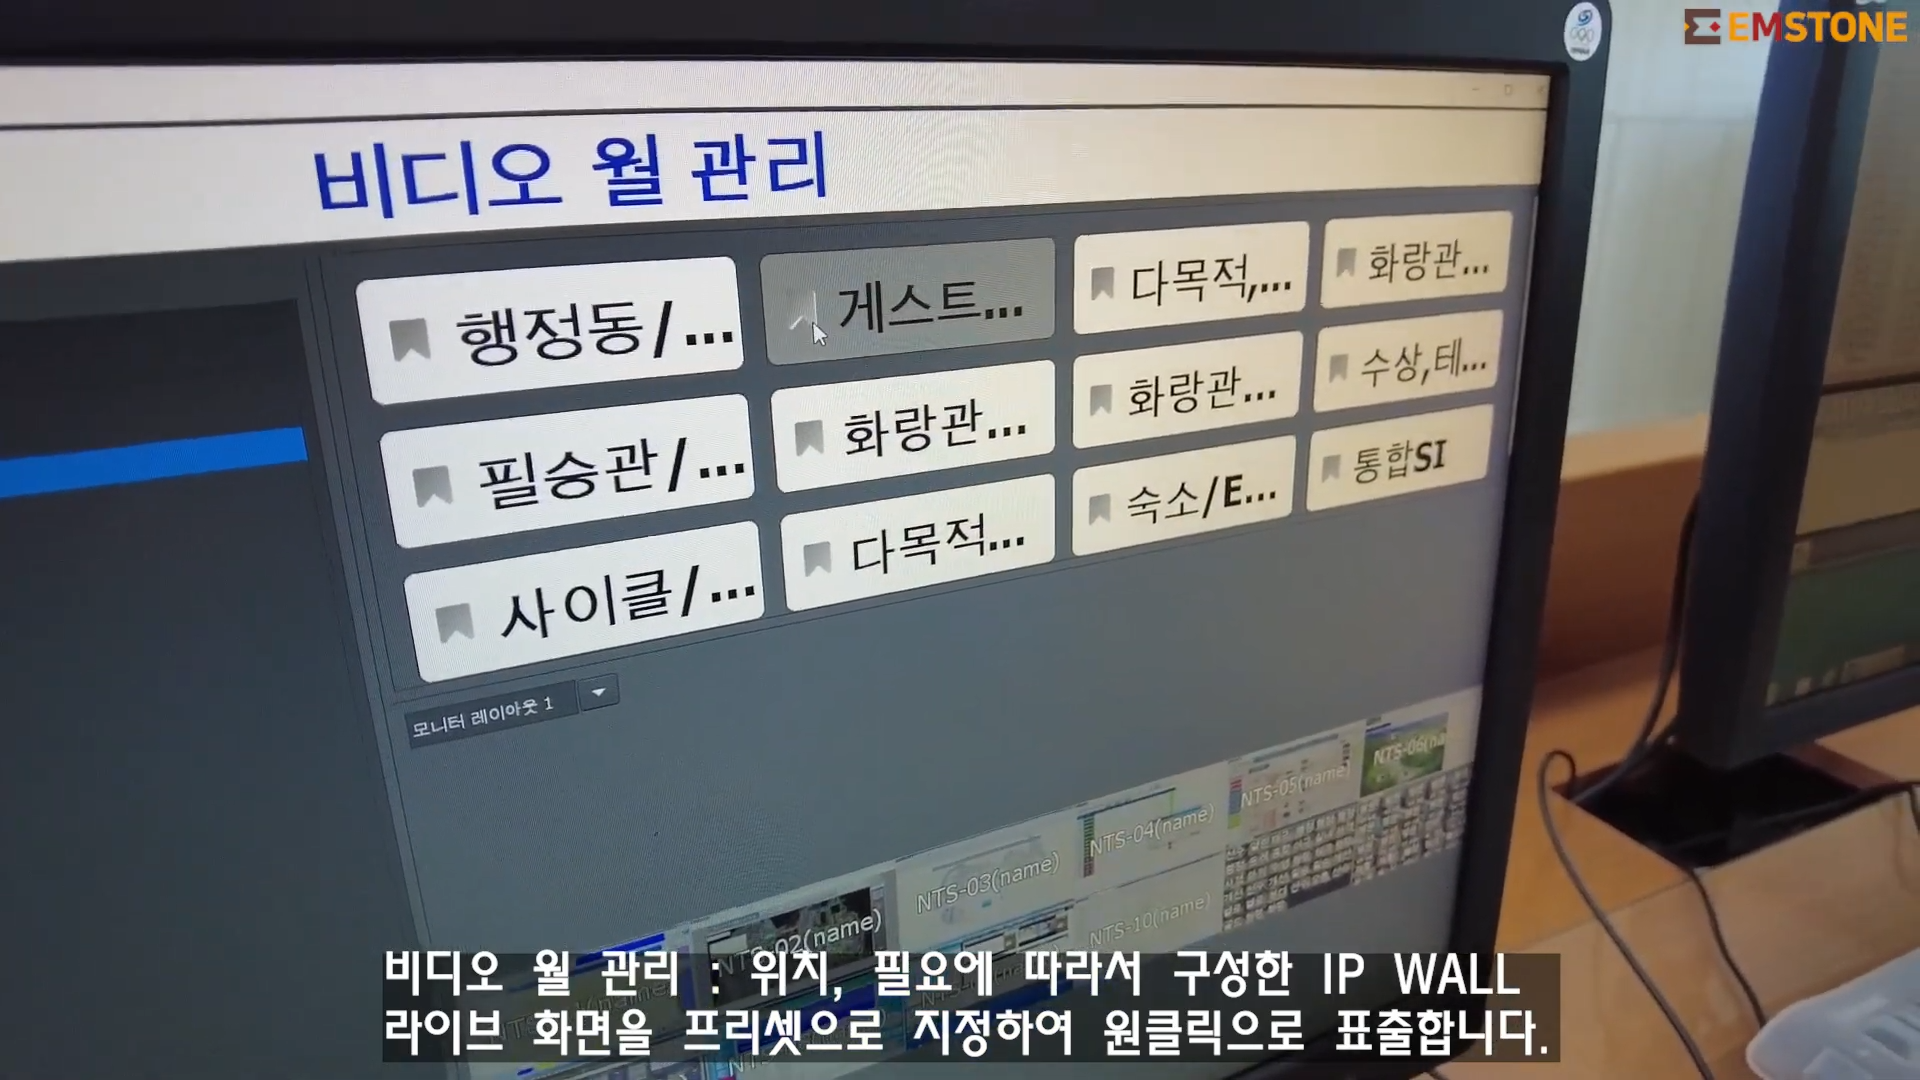 EMSTONE
비디오 월 관리
행정동/...
게스트...
다목적,...
화랑관...
필승관/...
화랑관...
화랑관...
수상,테...
사이클/...
다목적...
숙소/E...
통합SI
모니터 레이아웃 1
NTS-02(name)
NTS-03(name)
NTS-04(name)
NTS-05(name)
NTS-06(na
NTS-10(name)
비디오 월 관리 : 위치, 필요에 따라서 구성한 IP WALL
라이브 화면을 프리셋으로 지정하여 원클릭으로 표출합니다.